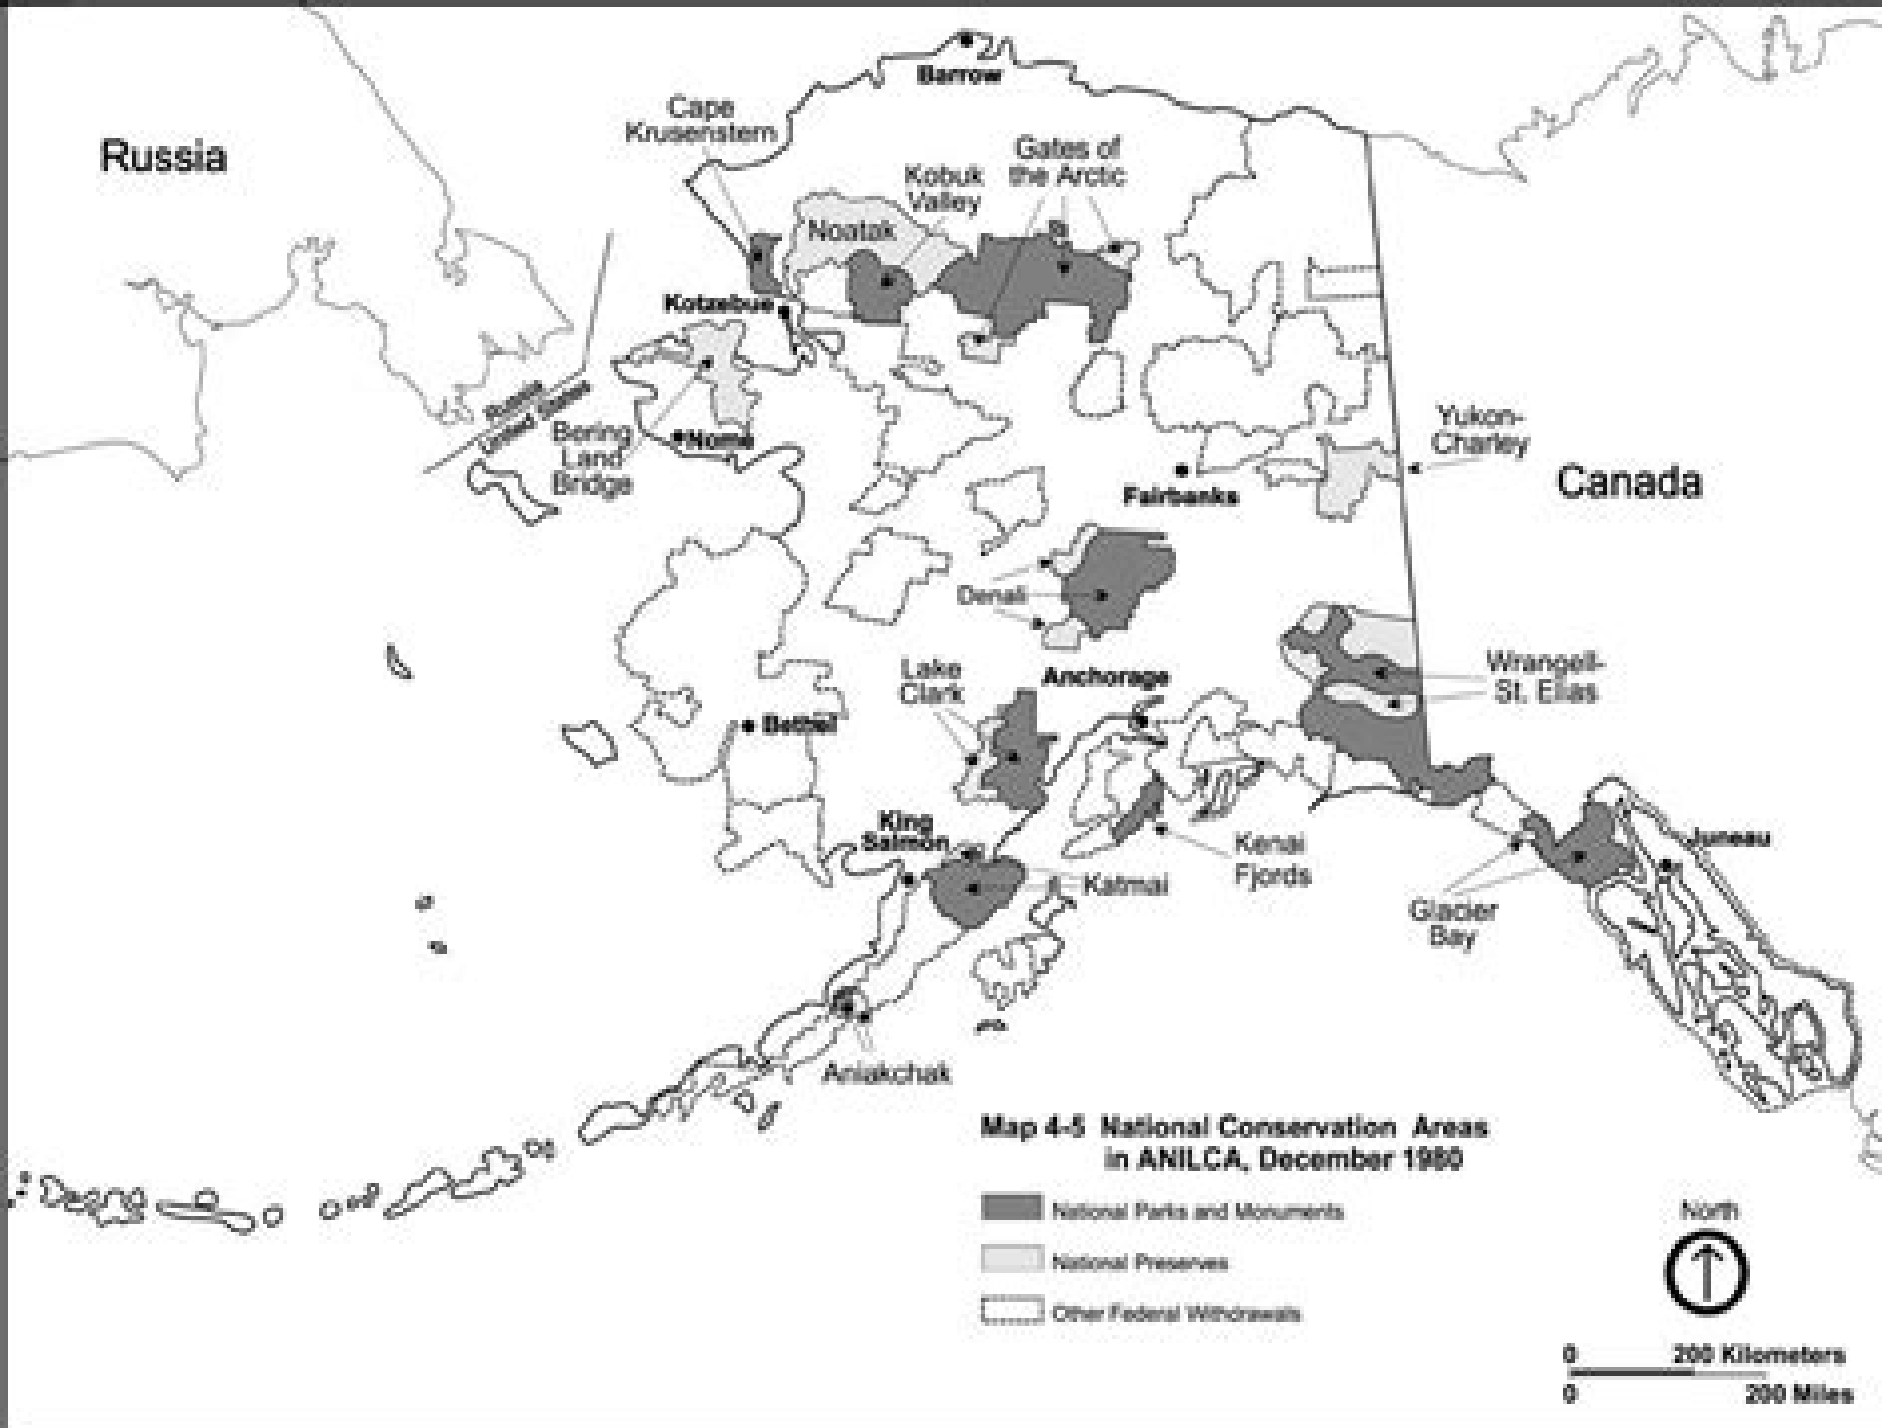 Barrow
Cape
Krusenstern
Russia
Gates of
the Arctic
Kobuk
Valley
Noatak
Kotzebue
Russia
United States
Bering
Land
Bridge
Nome
Yukon-
Charley
Fairbanks
Canada
Denali
Lake
Clark
Anchorage
Wrangell-
St. Elias
Bethel
King
Salmon
Kenai
Fjords
Juneau
Katmai
Glacier
Bay
Aniakchak
Map 4-5 National Conservation Areas
in ANILCA, December 1980
National Parks and Monuments
National Preserves
Other Federal Withdrawals
North
0 200 Kilometers
0 200 Miles